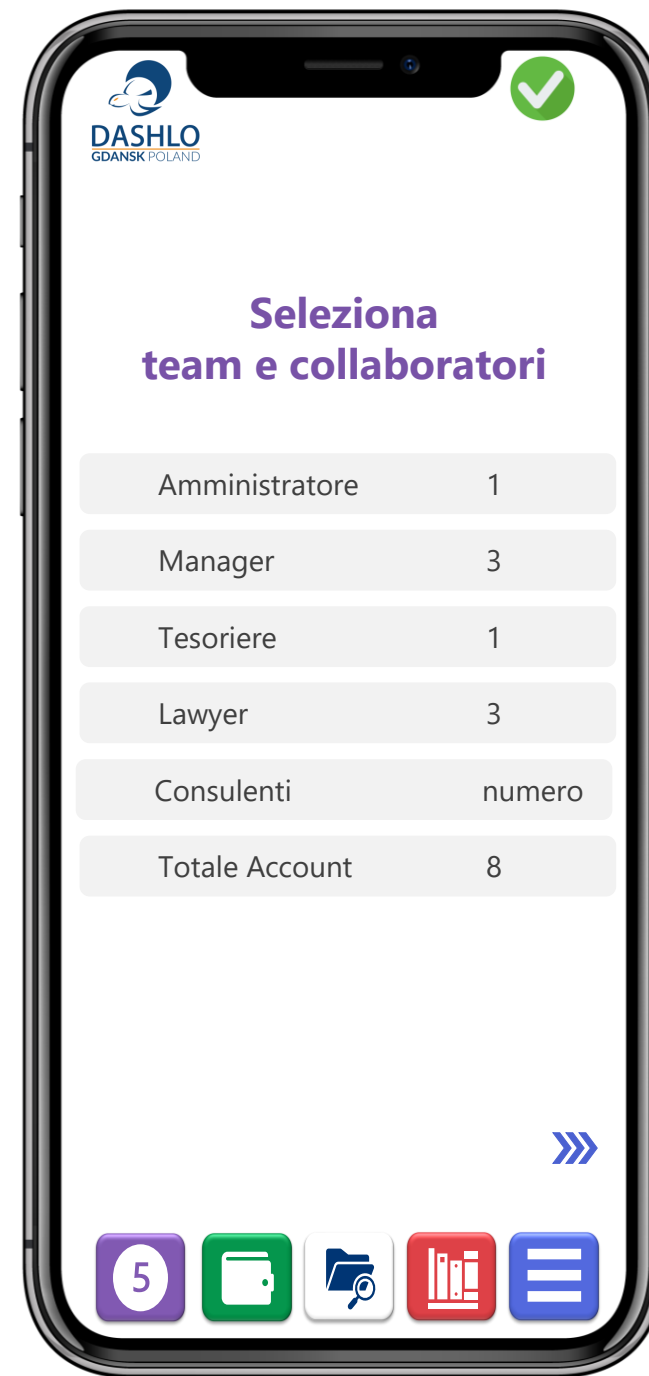 DASHLO
GDANSK POLAND
Seleziona
team e collaboratori
Amministratore 1
Manager 3
Tesoriere 1
Lawyer 3
Consulenti numero
Totale Account 8
5